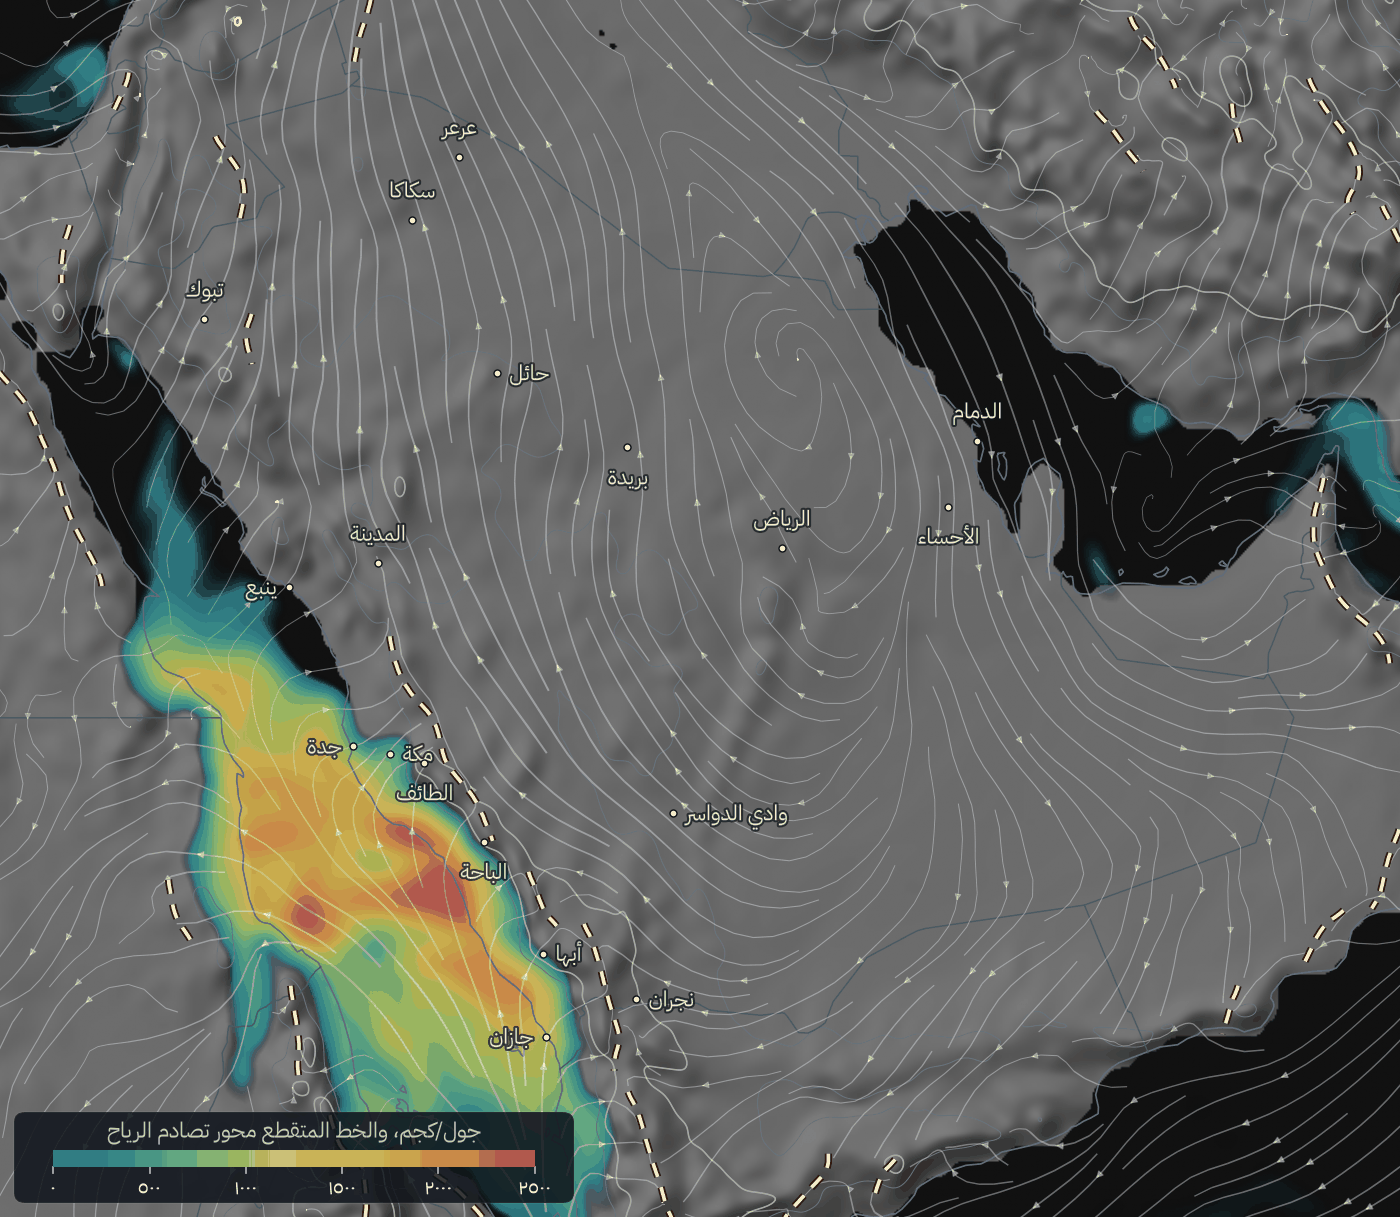 عرعر
سكاكا
تبوك
حائل
الدمام
بريدة
الرياض
الأحساء
المدينة
ينبع
جدة
مكة
الطائف
وادي الدواسر
الباحة
أبها
نجران
جازان
جول/كجم، والخط المتقطع محور تصادم الرياح
٠ ٥٠٠ ١٠٠٠ ١٥٠٠ ٢٠٠٠ ٢٥٠٠